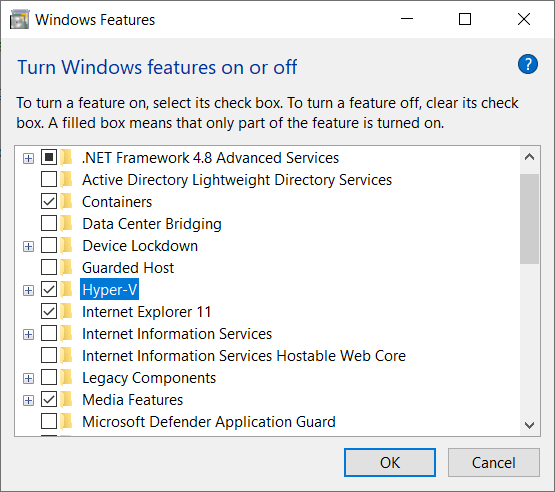 Windows Features
Turn Windows features on or off
?
To turn a feature on, select its check box. To turn a feature off, clear its check
box. A filled box means that only part of the feature is turned on.
.NET Framework 4.8 Advanced Services
Active Directory Lightweight Directory Services
Containers
Data Center Bridging
Device Lockdown
Guarded Host
Hyper-V
Internet Explorer 11
Internet Information Services
Internet Information Services Hostable Web Core
Legacy Components
Media Features
Microsoft Defender Application Guard
OK
Cancel